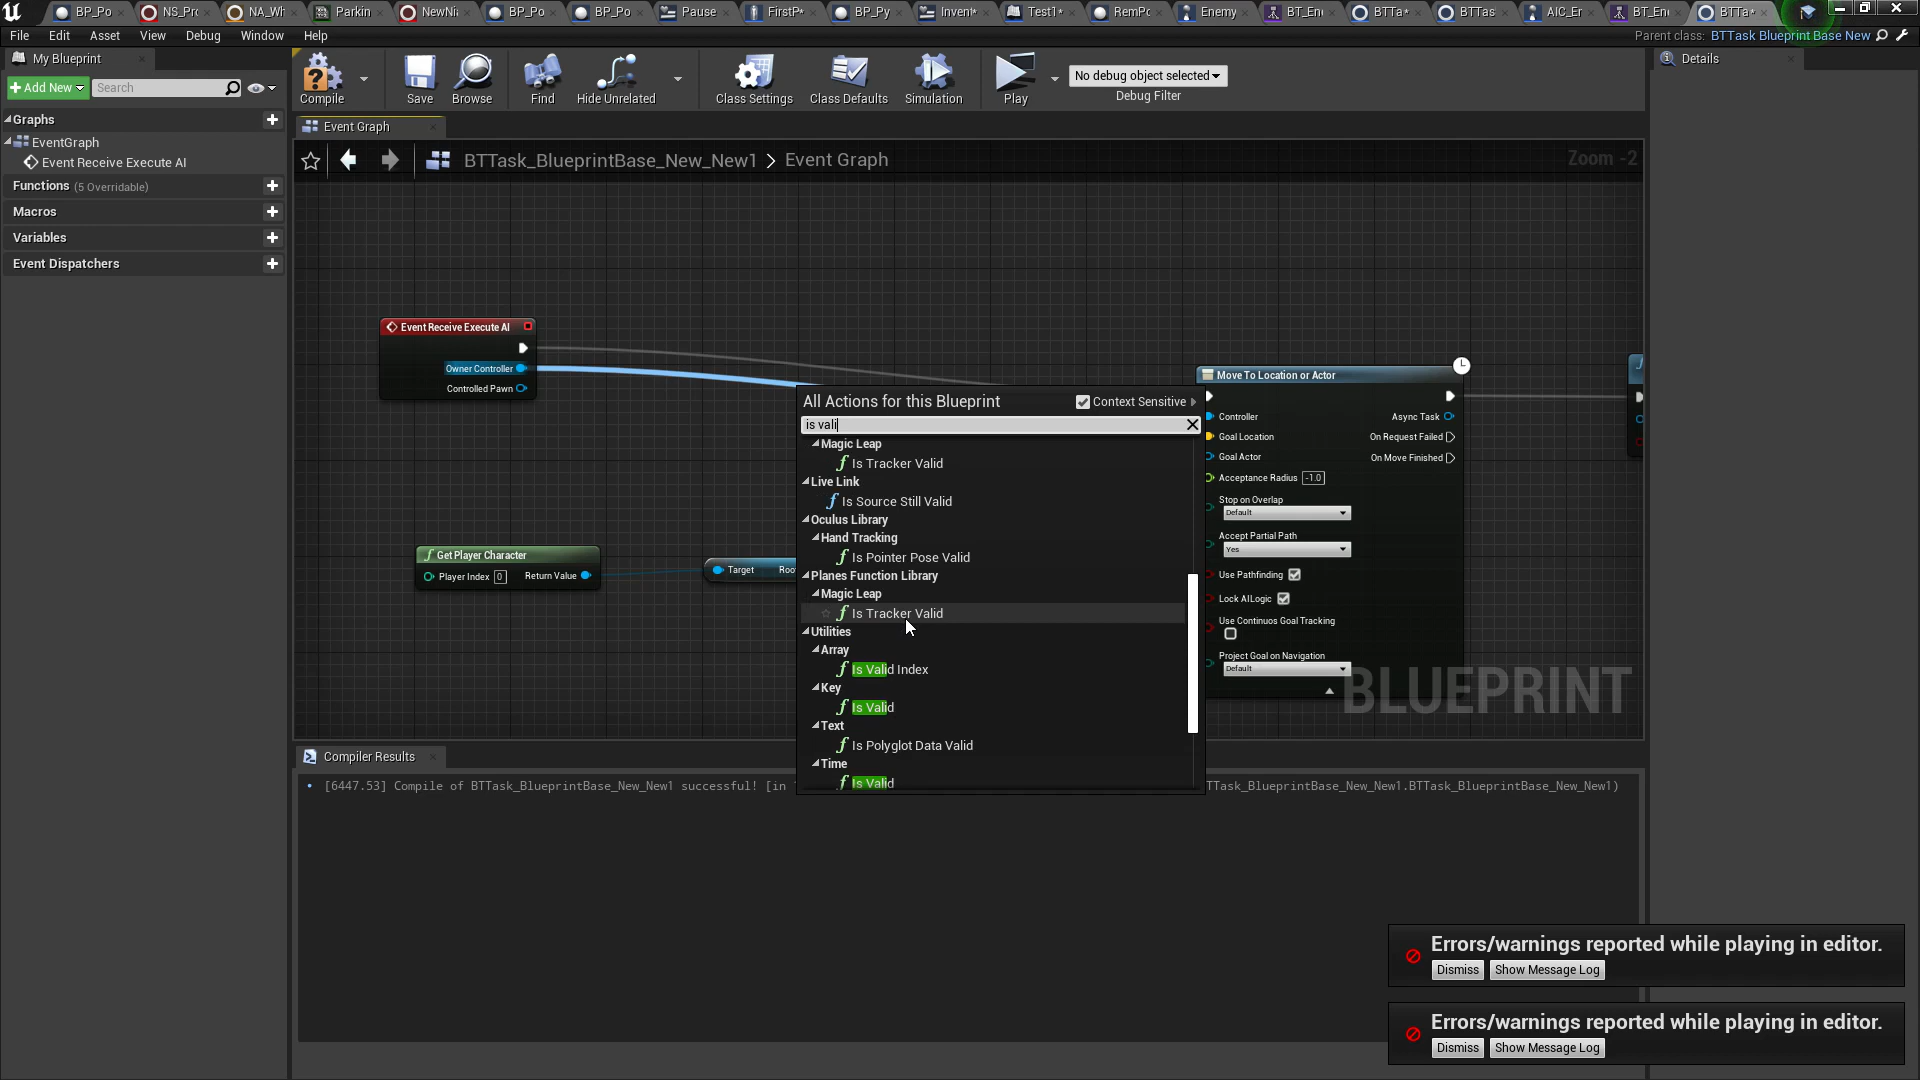 BP_Po
NS_Pro
NA_Wh
Parkin
NewNi
BP_Po
BP_Po
Pause
FirstP*
BP_Py
Invent*
Test1*
RemPo
Enemy
BT_En
BTTa*
BTTas
AIC_Er
BT_En
BTTa*
File Edit Asset View Debug Window Help
Parent class: BTTask Blueprint Base New
My Blueprint
Details
+Add New
Search
Compile
Save
Browse
Find
Hide Unrelated
Class Settings
Class Defaults
Simulation
Play
No debug object selected
Debug Filter
Graphs
EventGraph
Event Receive Execute AI
Functions (5 Overridable)
Macros
Variables
Event Dispatchers
Event Graph
BTTask_BlueprintBase_New_New1 > Event Graph
Zoom -2
Event Receive Execute AI
Owner Controller
Controlled Pawn
Get Player Character
Player Index 0 Return Value
Target
All Actions for this Blueprint
Context Sensitive
is vali
Magic Leap
Is Tracker Valid
Live Link
Is Source Still Valid
Oculus Library
Hand Tracking
Is Pointer Pose Valid
Planes Function Library
Magic Leap
Is Tracker Valid
Utilities
Array
Is Valid Index
Key
Is Valid
Text
Is Polyglot Data Valid
Time
Is Valid
Move To Location or Actor
Controller Async Task
Goal Location On Request Failed
Goal Actor On Move Finished
Acceptance Radius -1.0
Stop on Overlap
Default
Accept Partial Path
Yes
Use Pathfinding
Lock AILogic
Use Continuos Goal Tracking
Project Goal on Navigation
Default
BLUEPRINT
Compiler Results
[6447.53] Compile of BTTask_BlueprintBase_New_New1 successful! [in
TTask_BlueprintBase_New_New1.BTTask_BlueprintBase_New_New1)
Errors/warnings reported while playing in editor.
Dismiss Show Message Log
Errors/warnings reported while playing in editor.
Dismiss Show Message Log